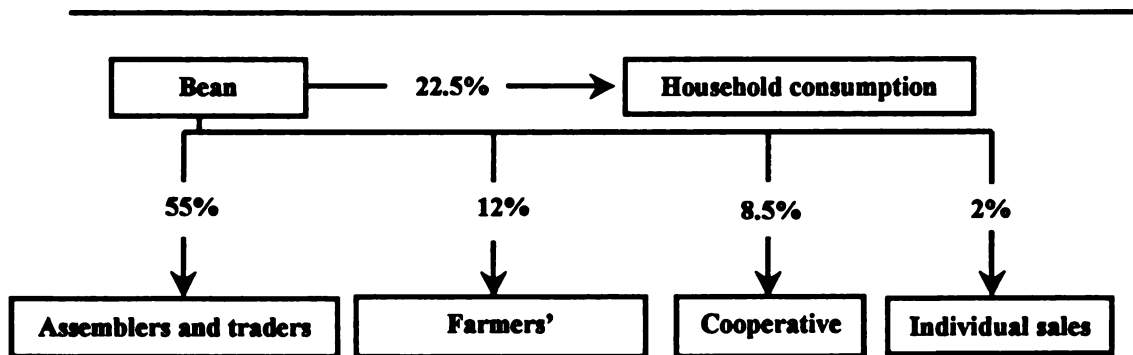 Bean
22.5%
Household consumption
55%
12%
8.5%
2%
Assemblers and traders
Farmers’
Cooperative
Individual sales